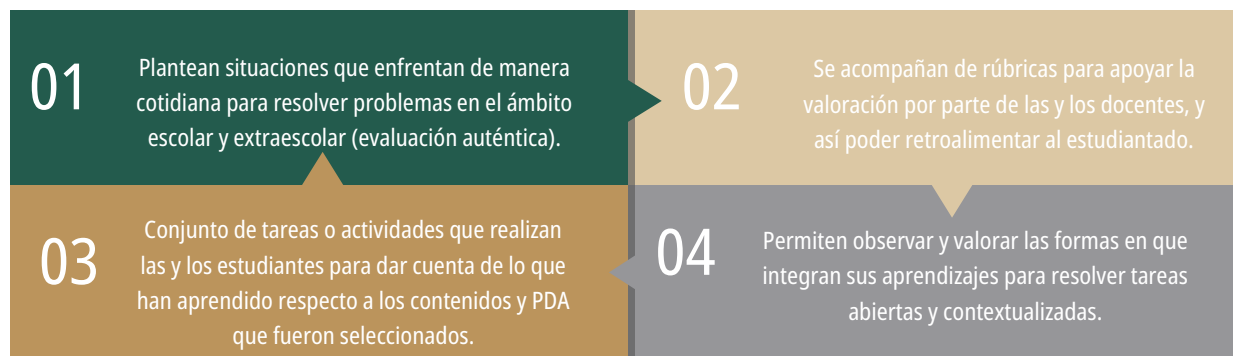 01
Plantean situaciones que enfrentan de manera
cotidiana para resolver problemas en el ámbito
escolar y extraescolar (evaluación auténtica).
02
Se acompañan de rúbricas para apoyar la
valoración por parte de las y los docentes, y
así poder retroalimentar al estudiantado.
03
Conjunto de tareas o actividades que realizan
las y los estudiantes para dar cuenta de lo que
han aprendido respecto a los contenidos y PDA
que fueron seleccionados.
04
Permiten observar y valorar las formas en que
integran sus aprendizajes para resolver tareas
abiertas y contextualizadas.